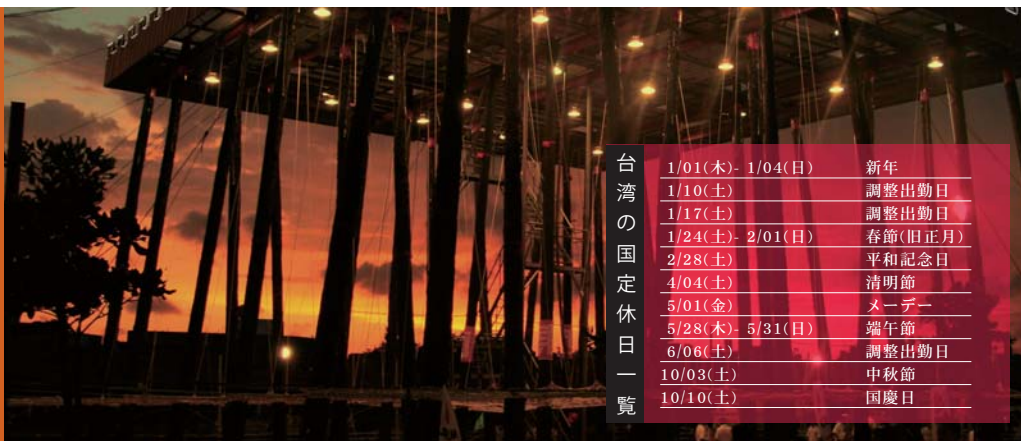 台湾の国定休日一覧
1/01(木)- 1/04(日) 新年
1/10(土) 調整出勤日
1/17(土) 調整出勤日
1/24(土)- 2/01(日) 春節(旧正月)
2/28(土) 平和記念日
4/04(土) 清明節
5/01(金) メーデー
5/28(木)- 5/31(日) 端午節
6/06(土) 調整出勤日
10/03(土) 中秋節
10/10(土) 国慶日